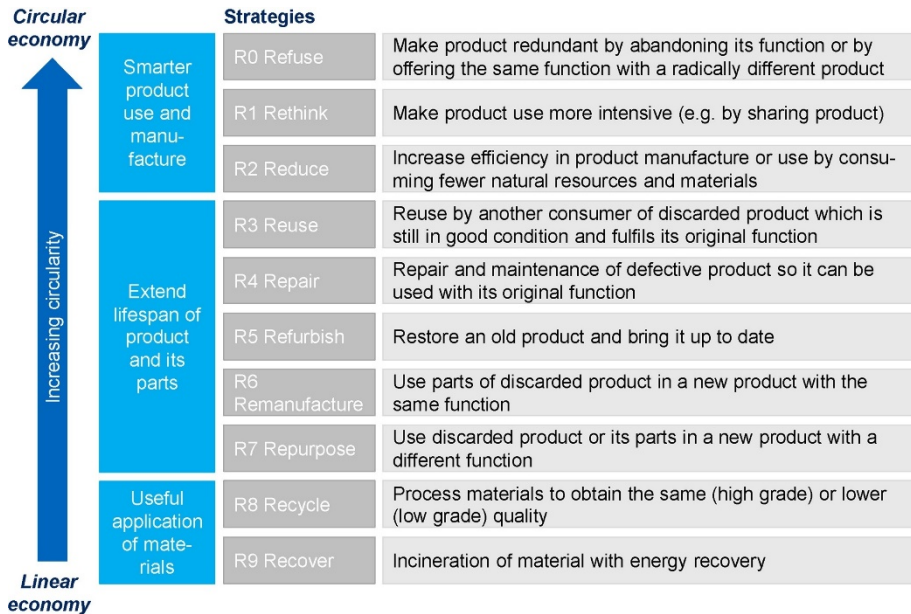 Circular
economy
Strategies
Increasing circularity
Smarter
product
use and
manu-
facture
R0 Refuse
Make product redundant by abandoning its function or by
offering the same function with a radically different product
R1 Rethink
Make product use more intensive (e.g. by sharing product)
R2 Reduce
Increase efficiency in product manufacture or use by consu-
ming fewer natural resources and materials
Extend
lifespan of
product
and its
parts
R3 Reuse
Reuse by another consumer of discarded product which is
still in good condition and fulfils its original function
R4 Repair
Repair and maintenance of defective product so it can be
used with its original function
R5 Refurbish
Restore an old product and bring it up to date
R6
Remanufacture
Use parts of discarded product in a new product with the
same function
R7 Repurpose
Use discarded product or its parts in a new product with a
different function
Useful
application
of mate-
rials
R8 Recycle
Process materials to obtain the same (high grade) or lower
(low grade) quality
R9 Recover
Incineration of material with energy recovery
Linear
economy